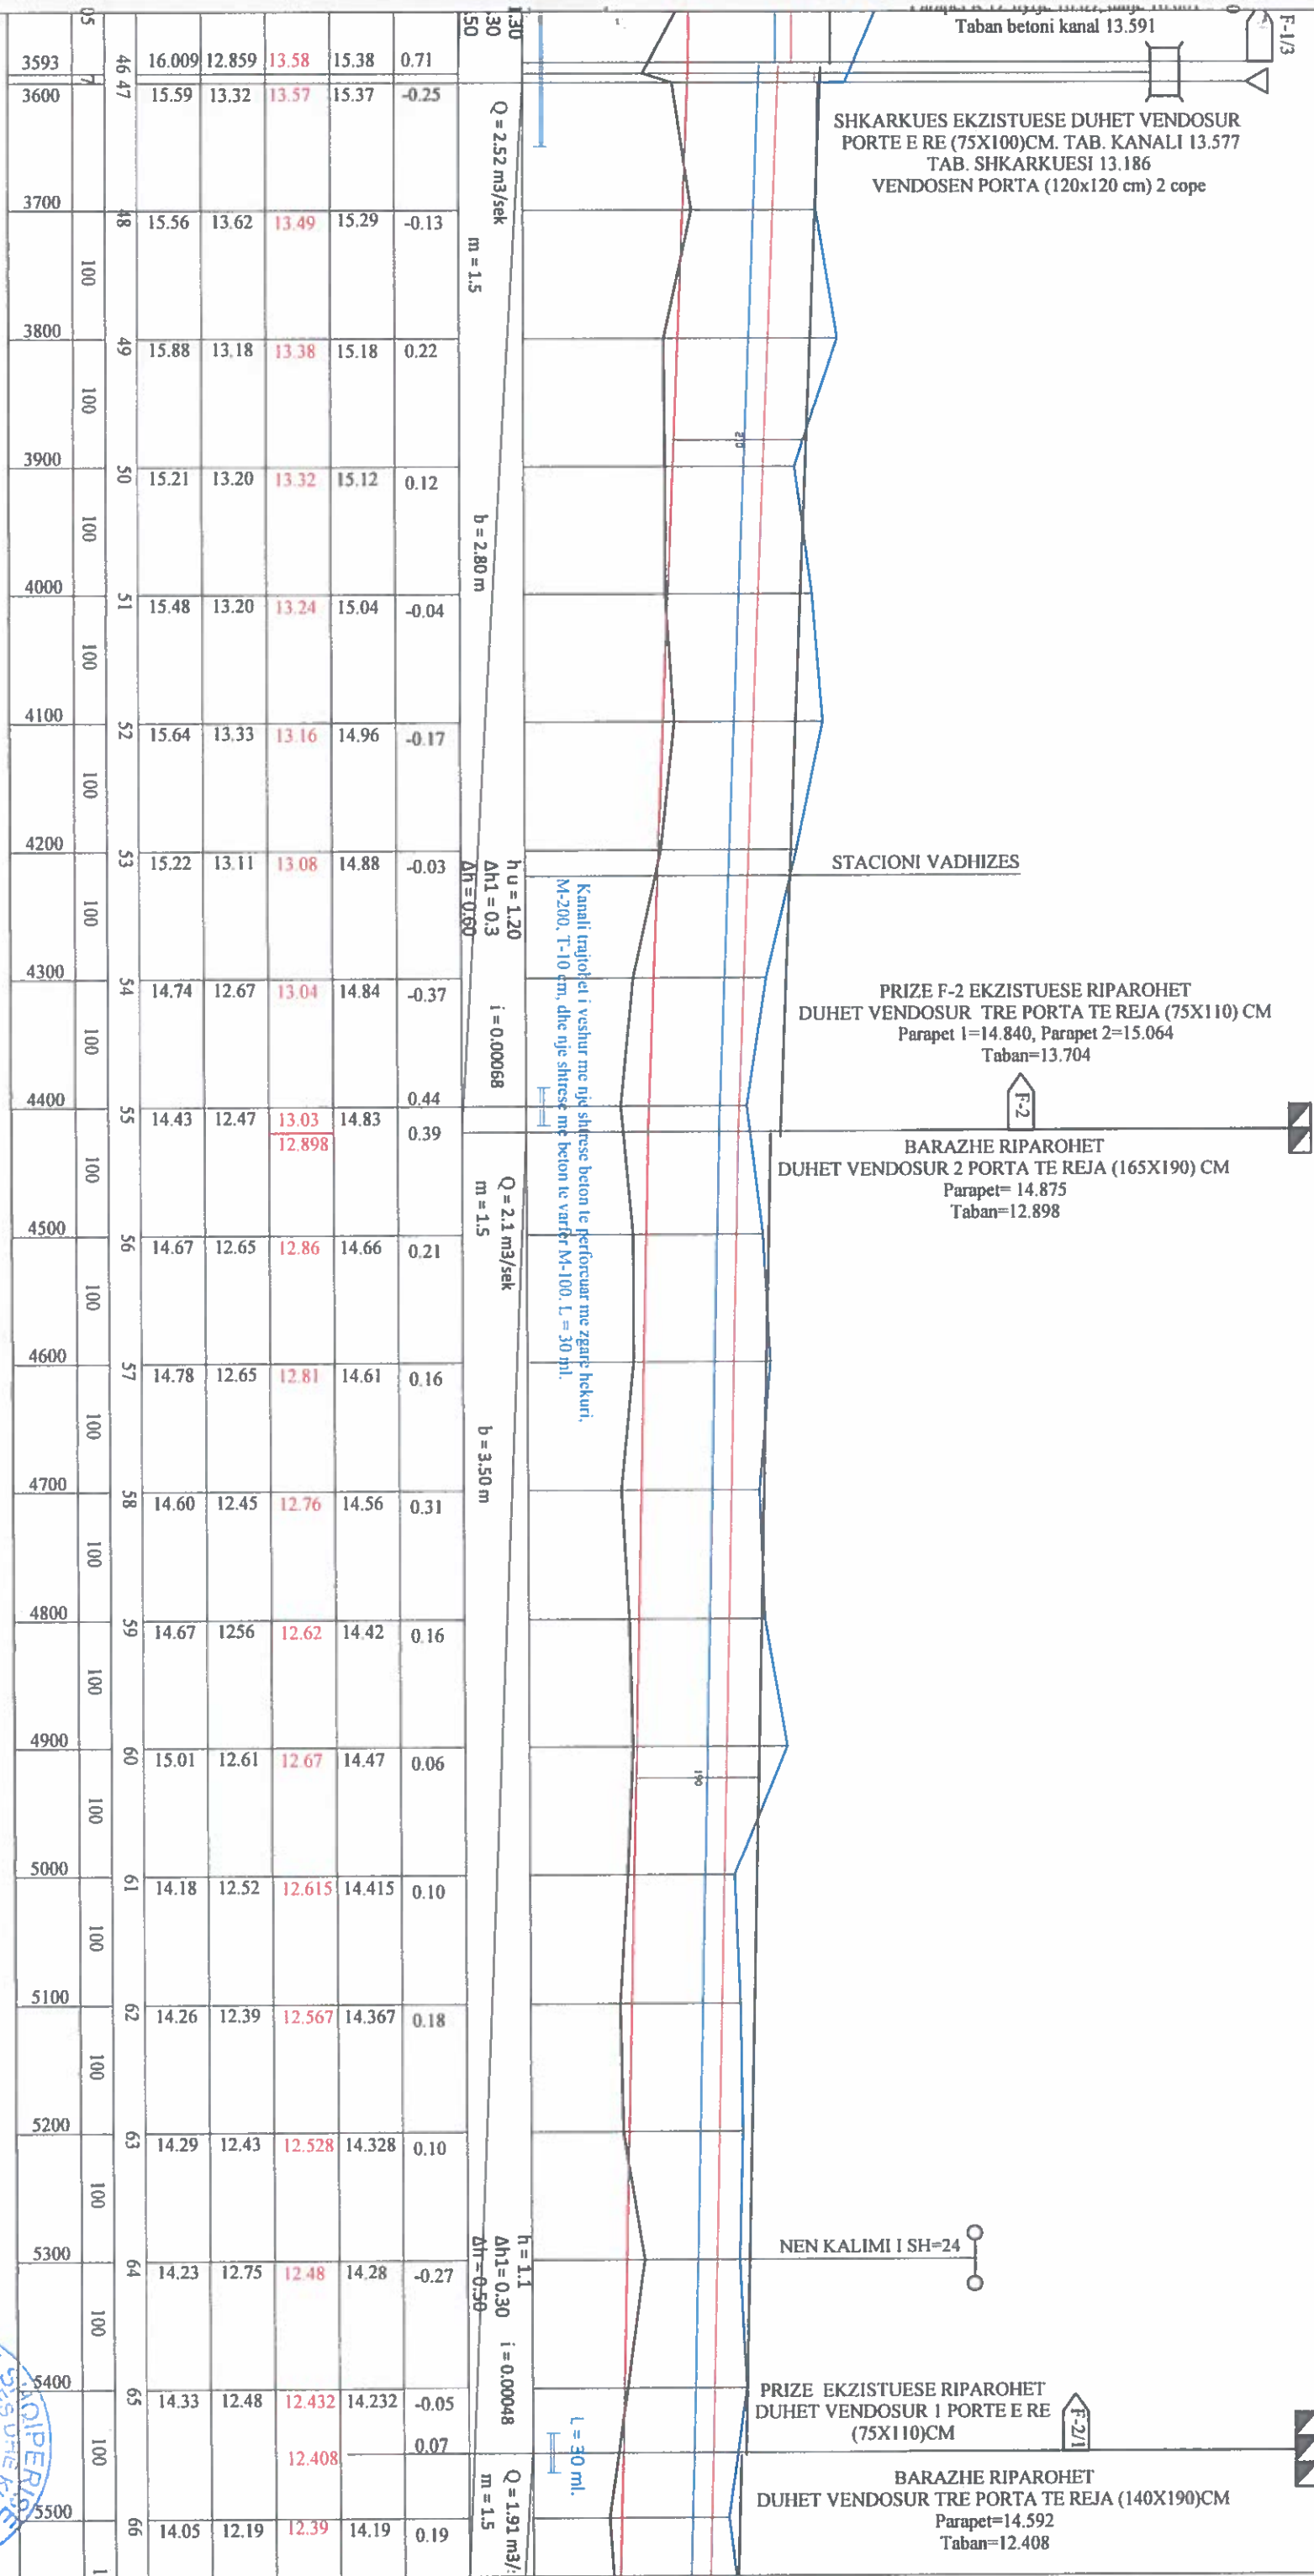 F-1/3
Taban betoni kanal 13.591
SHKARKUES EKZISTUESE DUHET VENDOSUR
PORTE E RE (75X100)CM. TAB. KANALI 13.577
TAB. SHKARKUESI 13.186
VENDOSEN PORTA (120x120 cm) 2 cope
STACIONI VADHIZES
PRIZE F-2 EKZISTUESE RIPAROHET
DUHET VENDOSUR TRE PORTA TE REJA (75X110) CM
Parapet 1=14.840, Parapet 2=15.064
Taban=13.704
F-2
BARAZHE RIPAROHET
DUHET VENDOSUR 2 PORTA TE REJA (165X190) CM
Parapet= 14.875
Taban=12.898
NEN KALIMI I SH=24
PRIZE EKZISTUESE RIPAROHET
DUHET VENDOSUR 1 PORTE E RE
(75X110)CM
F-2/1
BARAZHE RIPAROHET
DUHET VENDOSUR TRE PORTA TE REJA (140X190)CM
Parapet=14.592
Taban=12.408
210
190
Kanali trajtohet i veshur me nje shtrese beton te perforcuar me zgare hekuri,
M-200, T-10 cm, dhe nje shtrese me beton te varfer M-100. L = 30 ml.
L = 30 ml.
1.30
.30
.50
Q = 2.52 m3/sek
m = 1.5
b = 2.80 m
h u = 1.20
Δh1 = 0.3
Δh = 0.60
i = 0.00068
Q = 2.1 m3/sek
m = 1.5
b = 3.50 m
h = 1.1
Δh1= 0.30
Δh = 0.50
i = 0.00048
Q = 1.91 m3/
m = 1.5
05
3593 46 16.009 12.859 13.58 15.38 0.71
7
3600 47 15.59 13.32 13.57 15.37 -0.25
3700 48 15.56 13.62 13.49 15.29 -0.13
100
3800 49 15.88 13.18 13.38 15.18 0.22
100
3900 50 15.21 13.20 13.32 15.12 0.12
100
4000 51 15.48 13.20 13.24 15.04 -0.04
100
4100 52 15.64 13.33 13.16 14.96 -0.17
100
4200 53 15.22 13.11 13.08 14.88 -0.03
100
4300 54 14.74 12.67 13.04 14.84 -0.37
100
0.44
4400 55 14.43 12.47 13.03 14.83 0.39
12.898
100
4500 56 14.67 12.65 12.86 14.66 0.21
100
4600 57 14.78 12.65 12.81 14.61 0.16
100
4700 58 14.60 12.45 12.76 14.56 0.31
100
4800 59 14.67 1256 12.62 14.42 0.16
100
4900 60 15.01 12.61 12.67 14.47 0.06
100
5000 61 14.18 12.52 12.615 14.415 0.10
100
5100 62 14.26 12.39 12.567 14.367 0.18
100
5200 63 14.29 12.43 12.528 14.328 0.10
100
5300 64 14.23 12.75 12.48 14.28 -0.27
100
5400 65 14.33 12.48 12.432 14.232 -0.05
100
12.408 0.07
5500 66 14.05 12.19 12.39 14.19 0.19